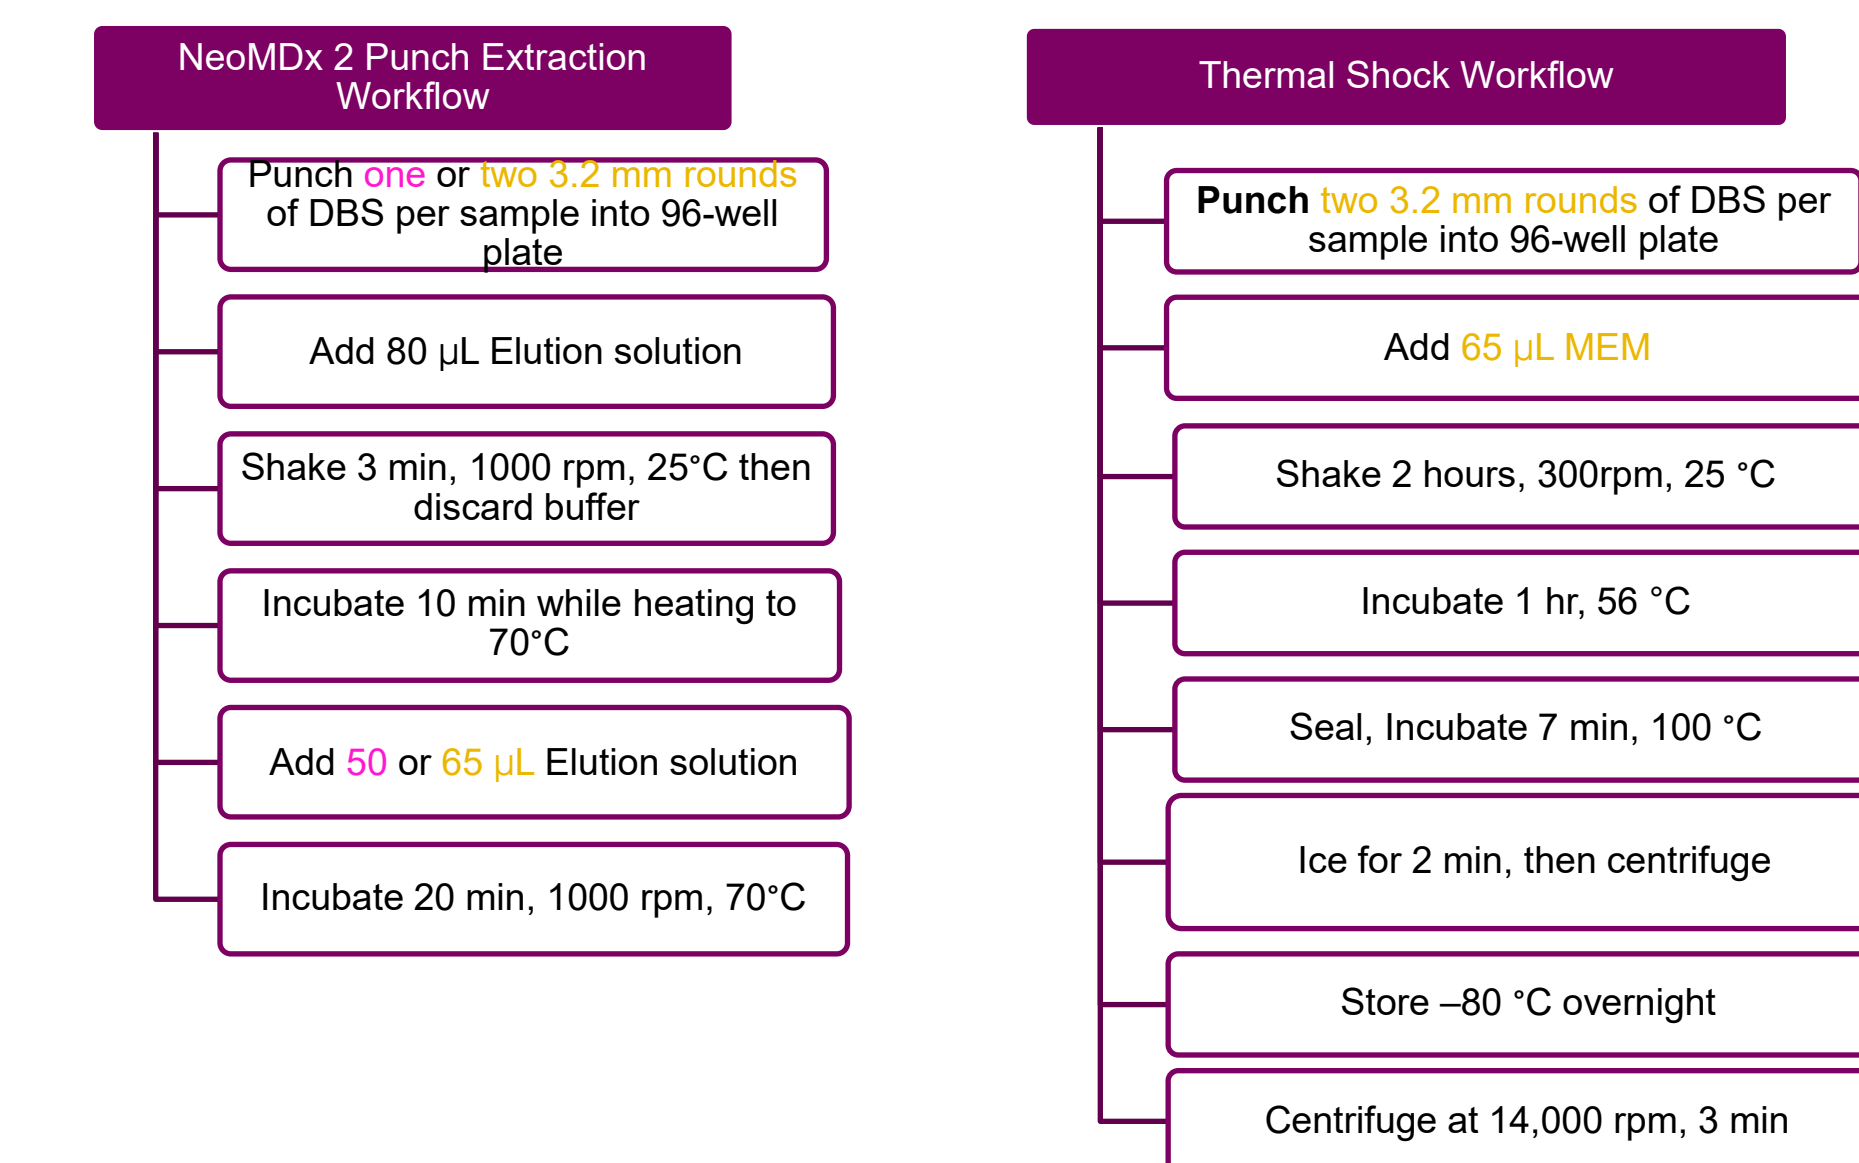 NeoMDx 2 Punch Extraction
Workflow
Punch one or two 3.2 mm rounds
of DBS per sample into 96-well
plate
Add 80 µL Elution solution
Shake 3 min, 1000 rpm, 25°C then
discard buffer
Incubate 10 min while heating to
70°C
Add 50 or 65 µL Elution solution
Incubate 20 min, 1000 rpm, 70°C
Thermal Shock Workflow
Punch two 3.2 mm rounds of DBS per
sample into 96-well plate
Add 65 µL MEM
Shake 2 hours, 300rpm, 25 °C
Incubate 1 hr, 56 °C
Seal, Incubate 7 min, 100 °C
Ice for 2 min, then centrifuge
Store –80 °C overnight
Centrifuge at 14,000 rpm, 3 min